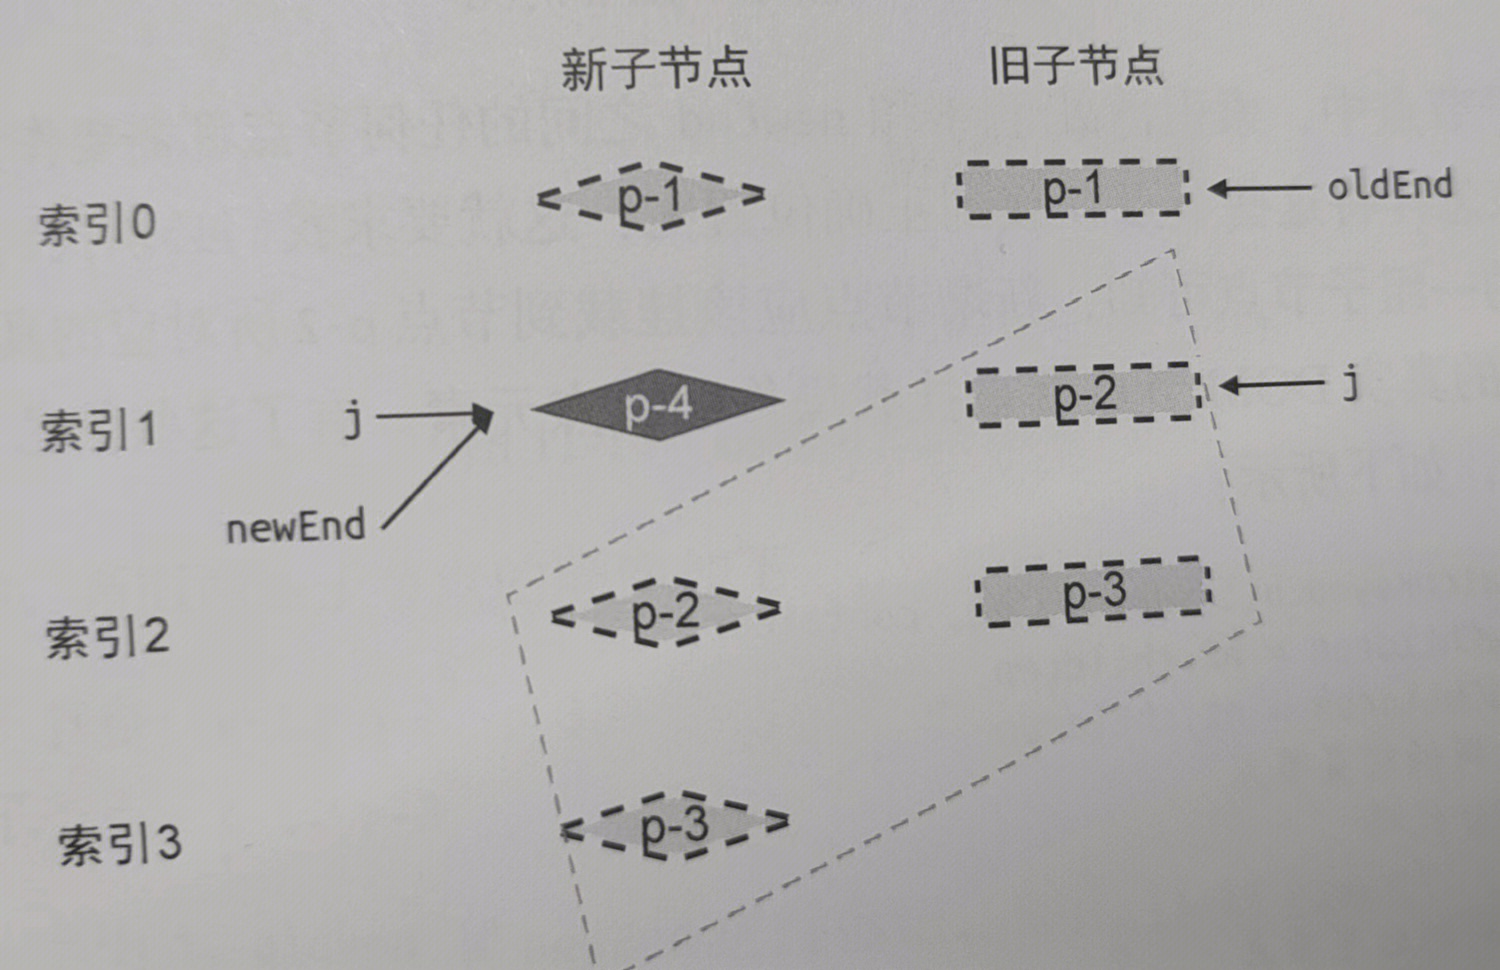 新子节点 旧子节点
索引0 p-1 p-1 oldEnd
索引1 j p-4 p-2 j
newEnd
索引2 p-2 p-3
索引3 p-3